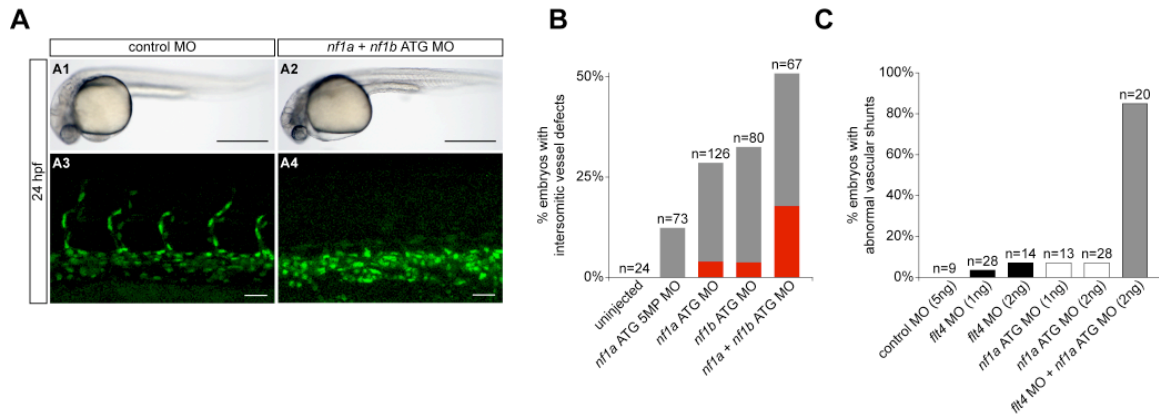 A
control MO
nf1a + nf1b ATG MO
24 hpf
A1
A2
A3
A4
B
% embryos with
intersomitic vessel defects
50%
25%
0%
n=24
n=73
n=126
n=80
n=67
uninjected
nf1a ATG 5MP MO
nf1a ATG MO
nf1b ATG MO
nf1a + nf1b ATG MO
C
% embryos with
abnormal vascular shunts
100%
80%
60%
40%
20%
0%
n=9
n=28
n=14
n=13
n=28
n=20
control MO (5ng)
flt4 MO (1ng)
flt4 MO (2ng)
nf1a ATG MO (1ng)
nf1a ATG MO (2ng)
flt4 MO + nf1a ATG MO (2ng)